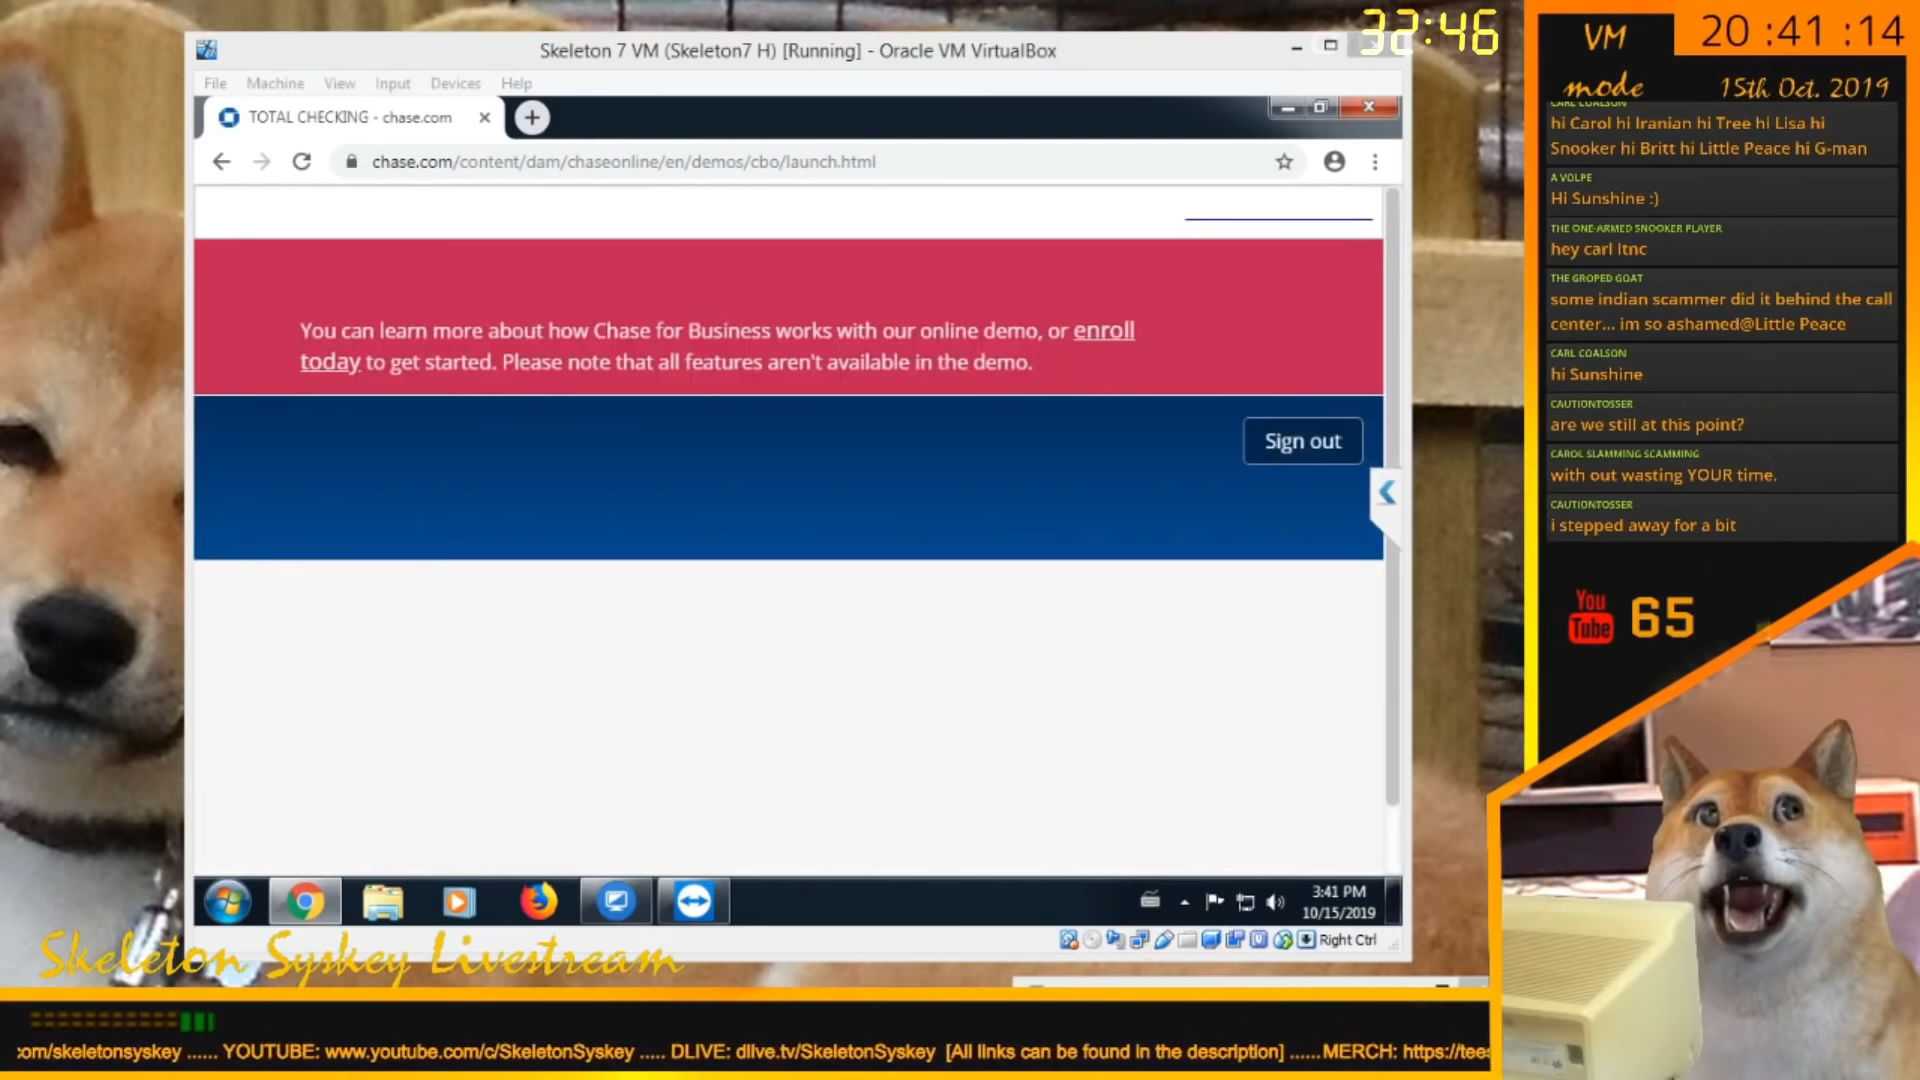 32:46
Skeleton 7 VM (Skeleton7 H) [Running] - Oracle VM VirtualBox
File Machine View Input Devices Help
TOTAL CHECKING - chase.com
chase.com/content/dam/chaseonline/en/demos/cbo/launch.html
You can learn more about how Chase for Business works with our online demo, or enroll
today to get started. Please note that all features aren't available in the demo.
Sign out
3:41 PM
10/15/2019
Right Ctrl
Skeleton Syskey Livestream
VM
mode
20 :41 :14
15th Oct. 2019
CARL COALSON
hi Carol hi Iranian hi Tree hi Lisa hi
Snooker hi Britt hi Little Peace hi G-man
A VOLPE
Hi Sunshine :)
THE ONE-ARMED SNOOKER PLAYER
hey carl ltnc
THE GROPED GOAT
some indian scammer did it behind the call
center... im so ashamed@Little Peace
CARL COALSON
hi Sunshine
CAUTIONTOSSER
are we still at this point?
CAROL SLAMMING SCAMMING
with out wasting YOUR time.
CAUTIONTOSSER
i stepped away for a bit
You
Tube
65
om/skeletonsyskey ...... YOUTUBE: www.youtube.com/c/SkeletonSyskey ..... DLIVE: dlive.tv/SkeletonSyskey [All links can be found in the description] ......MERCH: https://tees